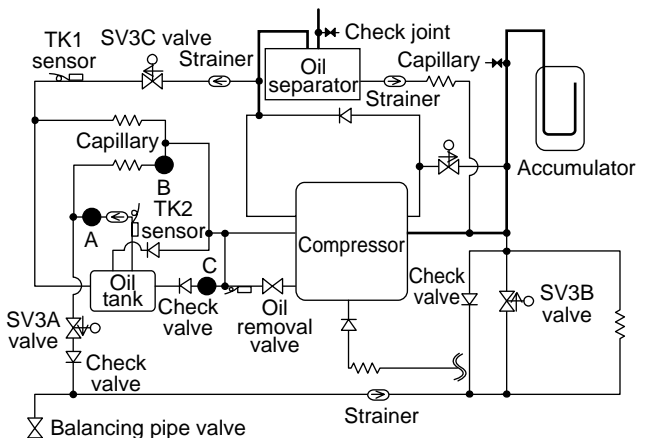 Check joint
TK1
sensor
SV3C valve
Strainer
Oil
separator
Capillary
Strainer
Accumulator
Capillary
B
A
TK2
sensor
Compressor
C
Oil
tank
Check
valve
Oil
removal
valve
Check
valve
SV3B
valve
SV3A
valve
Check
valve
Strainer
Balancing pipe valve